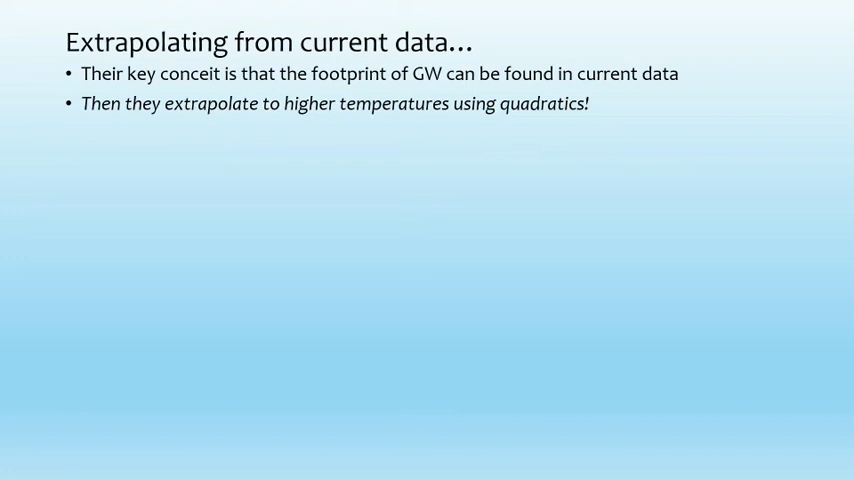 Extrapolating from current data…
• Their key conceit is that the footprint of GW can be found in current data
• Then they extrapolate to higher temperatures using quadratics!